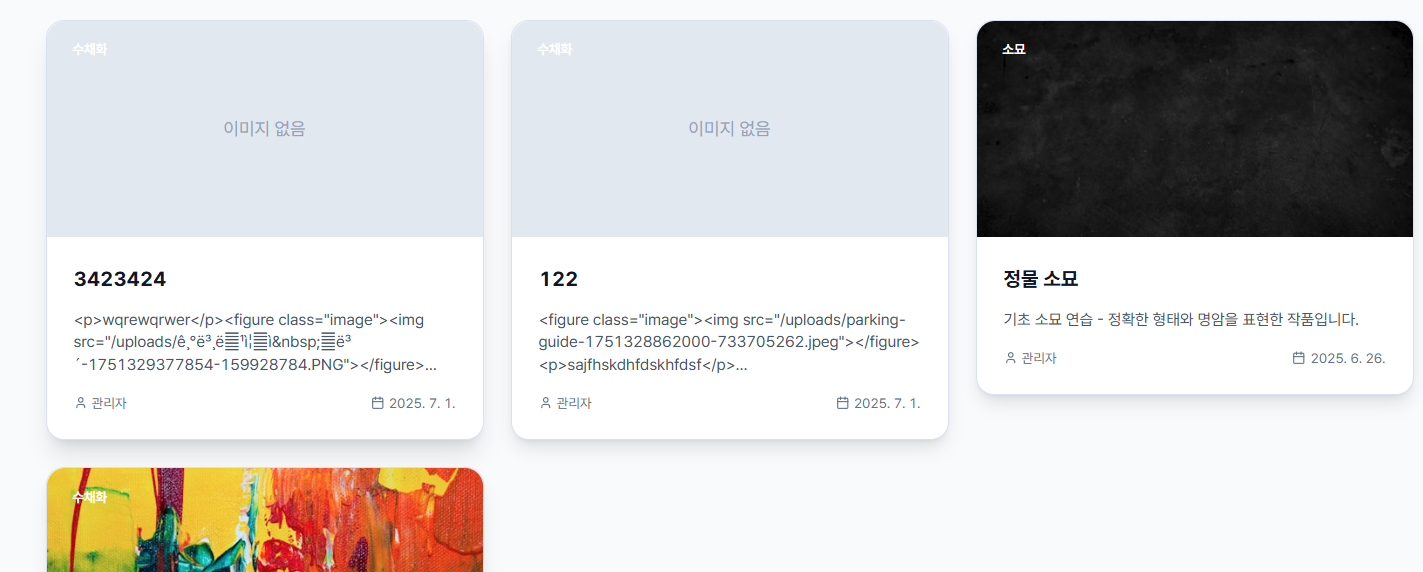 수채화
이미지 없음
3423424
<p>wqrewqrwer</p><figure class="image"><img
src="/uploads/
&nbsp;
-1751329377854-159928784.PNG"></figure>...
관리자
2025. 7. 1.
수채화
이미지 없음
122
<figure class="image"><img src="/uploads/parking-
guide-1751328862000-733705262.jpeg"></figure>
<p>sajfhskdhfdskhfdsf</p>...
관리자
2025. 7. 1.
소묘
정물 소묘
기초 소묘 연습 - 정확한 형태와 명암을 표현한 작품입니다.
관리자
2025. 6. 26.
수채화